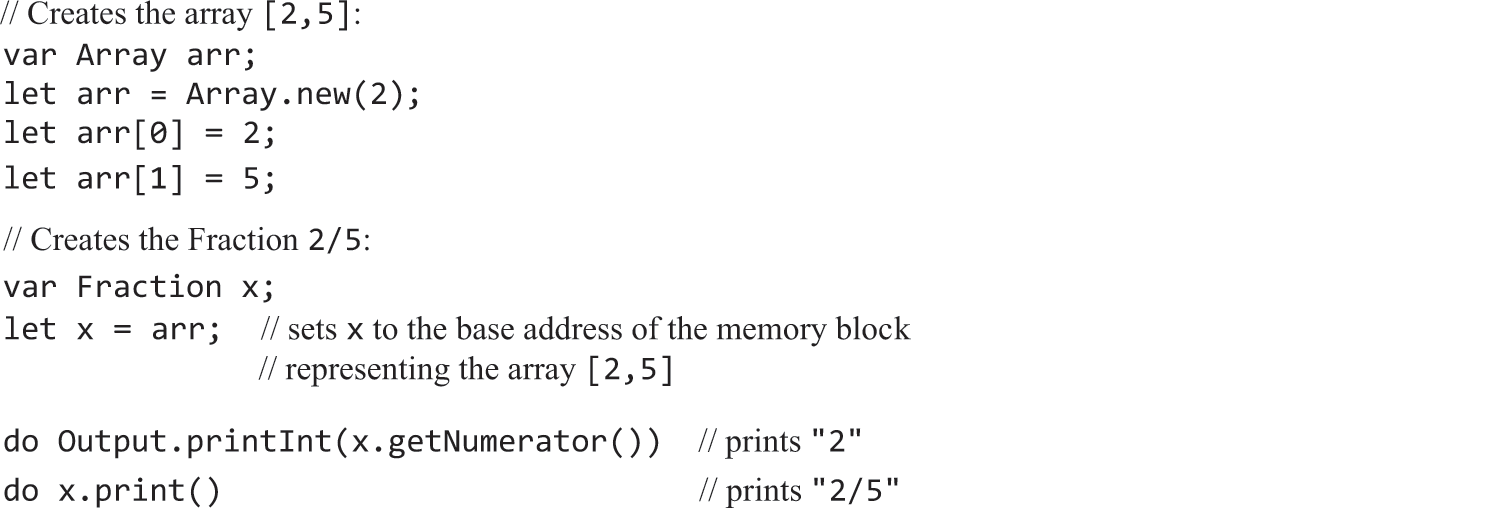 // Creates the array [2,5]:
var Array arr;
let arr = Array.new(2);
let arr[0] = 2;
let arr[1] = 5;
// Creates the Fraction 2/5:
var Fraction x;
let x = arr; // sets x to the base address of the memory block
// representing the array [2,5]
do Output.printInt(x.getNumerator()) // prints "2"
do x.print() // prints "2/5"